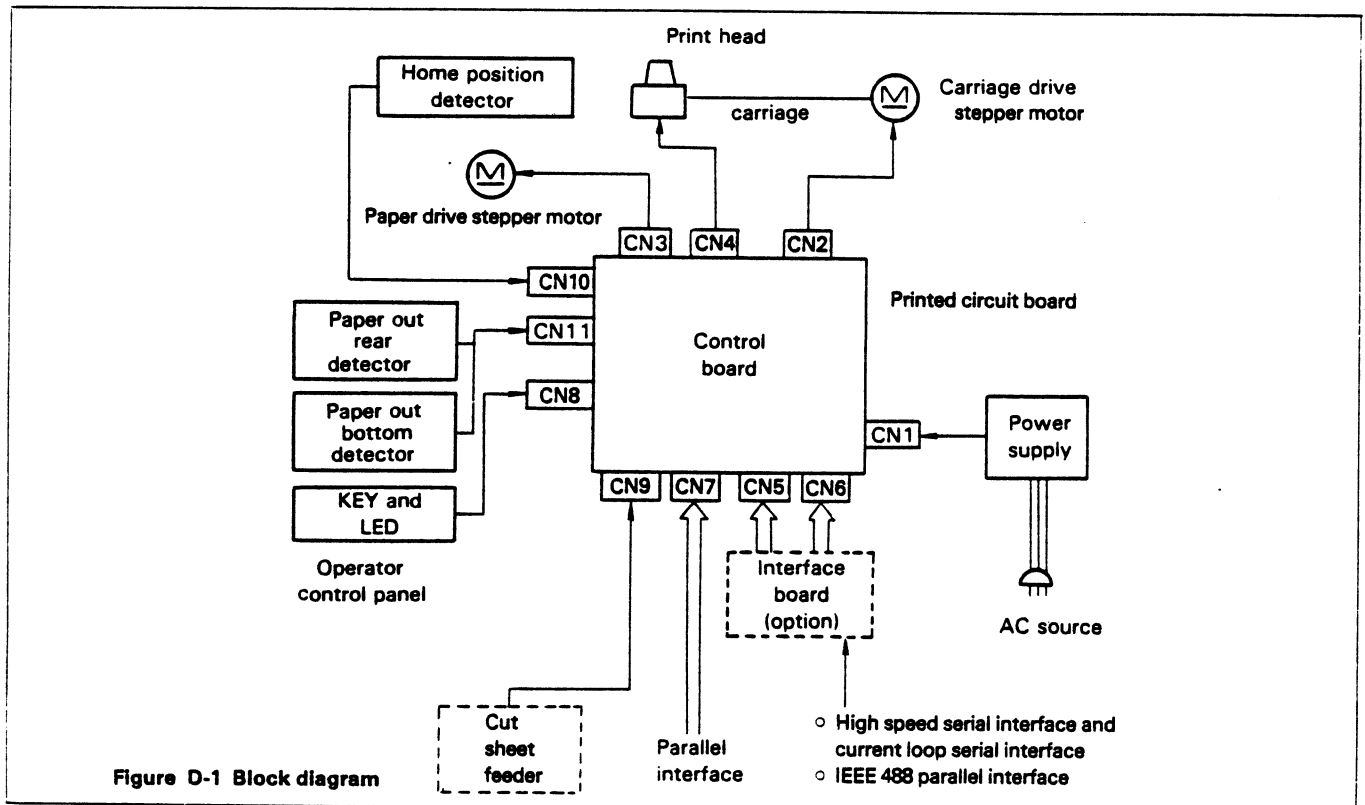 Print head
Home position
detector
carriage
Carriage drive
stepper motor
M
M
Paper drive stepper motor
CN3
CN4
CN2
CN10
Printed circuit board
Paper out
rear
detector
CN11
Control
board
CN8
Paper out
bottom
detector
CN1
Power
supply
KEY and
LED
CN9
CN7
CN5
CN6
Operator
control panel
Interface
board
(option)
AC source
Cut
sheet
feeder
Parallel
interface
○ High speed serial interface and
current loop serial interface
○ IEEE 488 parallel interface
Figure D-1 Block diagram